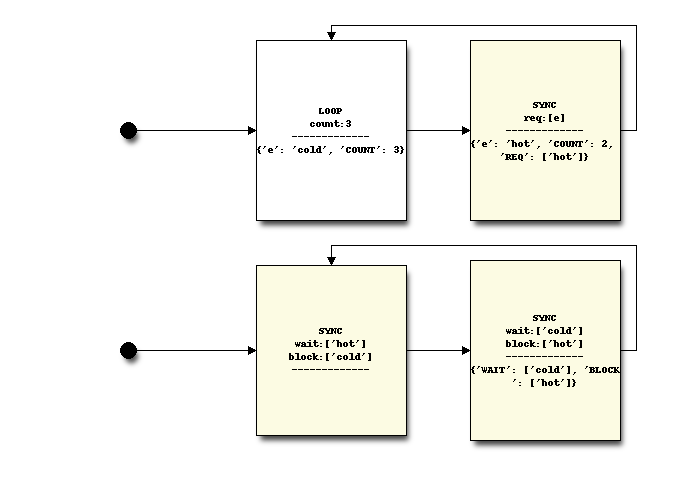 LOOP
count:3
-------------
{'e': 'cold', 'COUNT': 3}
SYNC
req:[e]
-------------
{'e': 'hot', 'COUNT': 2,
'REQ': ['hot']}
SYNC
wait:['hot']
block:['cold']
-------------
SYNC
wait:['cold']
block:['hot']
-------------
{'WAIT': ['cold'], 'BLOCK
': ['hot']}